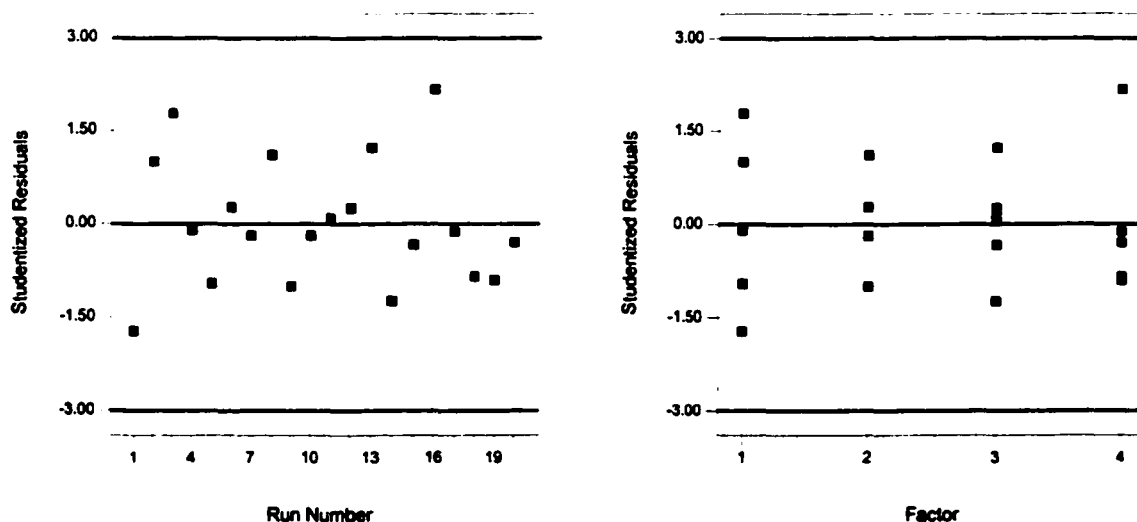 3.00
1.50
0.00
-1.50
-3.00
Studentized Residuals
1 4 7 10 13 16 19
Run Number
3.00
1.50
0.00
-1.50
-3.00
Studentized Residuals
1 2 3 4
Factor